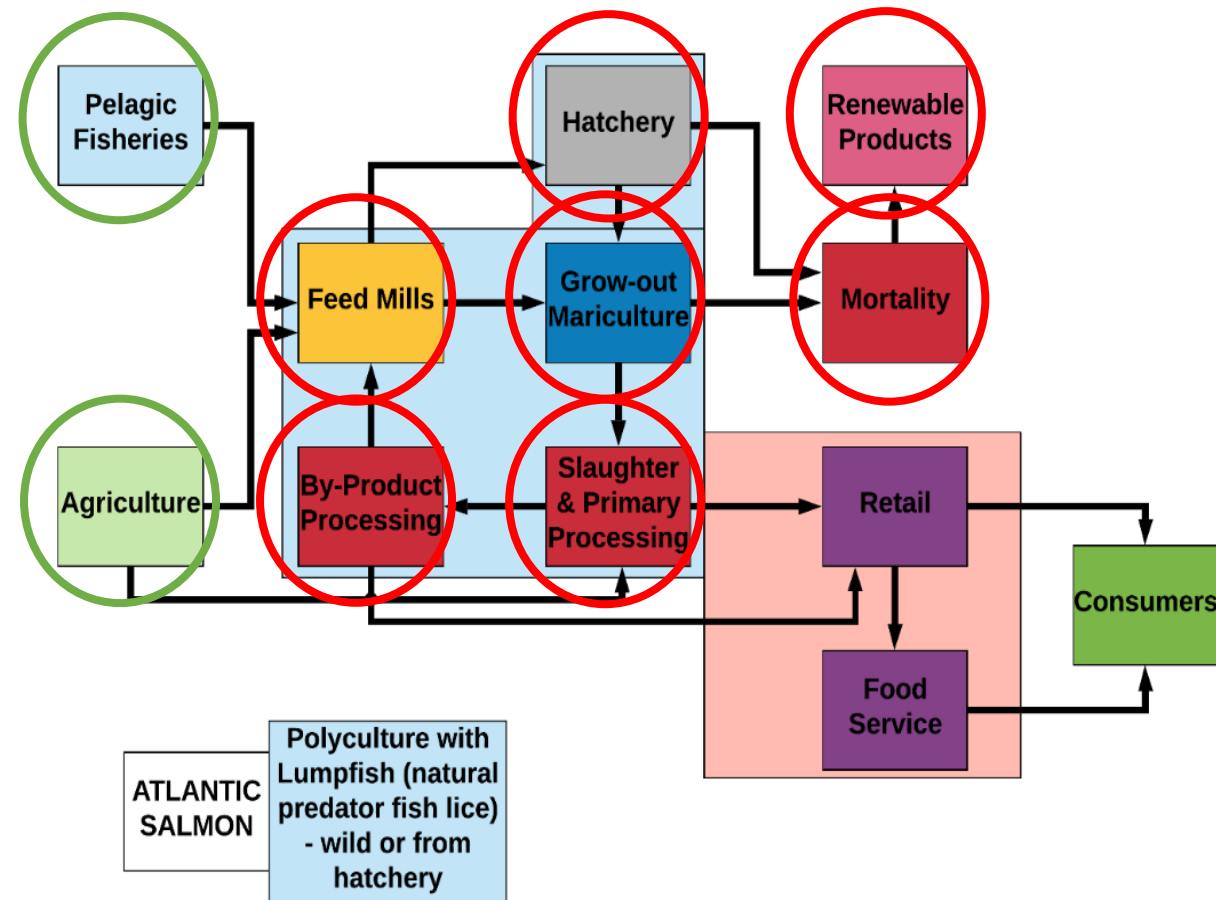 Pelagic
Fisheries
Hatchery
Renewable
Products
Feed Mills
Grow-out
Mariculture
Mortality
Agriculture
By-Product
Processing
Slaughter
& Primary
Processing
Retail
Consumers
Food
Service
ATLANTIC
SALMON
Polyculture with
Lumpfish (natural
predator fish lice)
- wild or from
hatchery